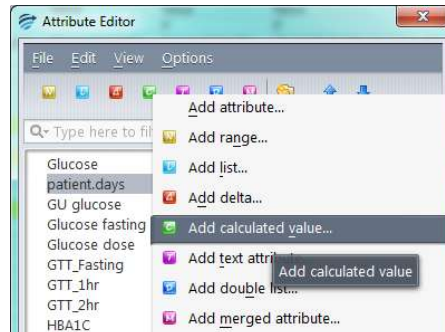 Attribute Editor
File Edit View Options
Type here to fil
Add attribute...
Add range...
Add list...
Add delta...
Add calculated value...
Add text attribute
Add calculated value
Add double list...
Add merged attribute...
Glucose
patient.days
GU glucose
Glucose fasting
Glucose dose
GTT_Fasting
GTT_1hr
GTT_2hr
HBA1C